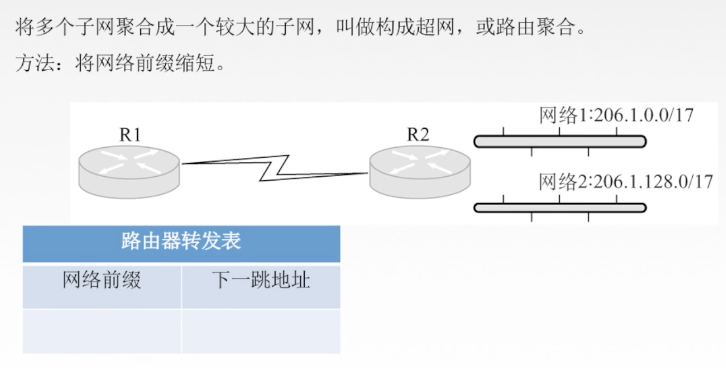 将多个子网聚合成一个较大的子网，叫做构成超网，或路由聚合。
方法：将网络前缀缩短。
网络1:206.1.0.0/17
R1
R2
网络2:206.1.128.0/17
路由器转发表
网络前缀 下一跳地址